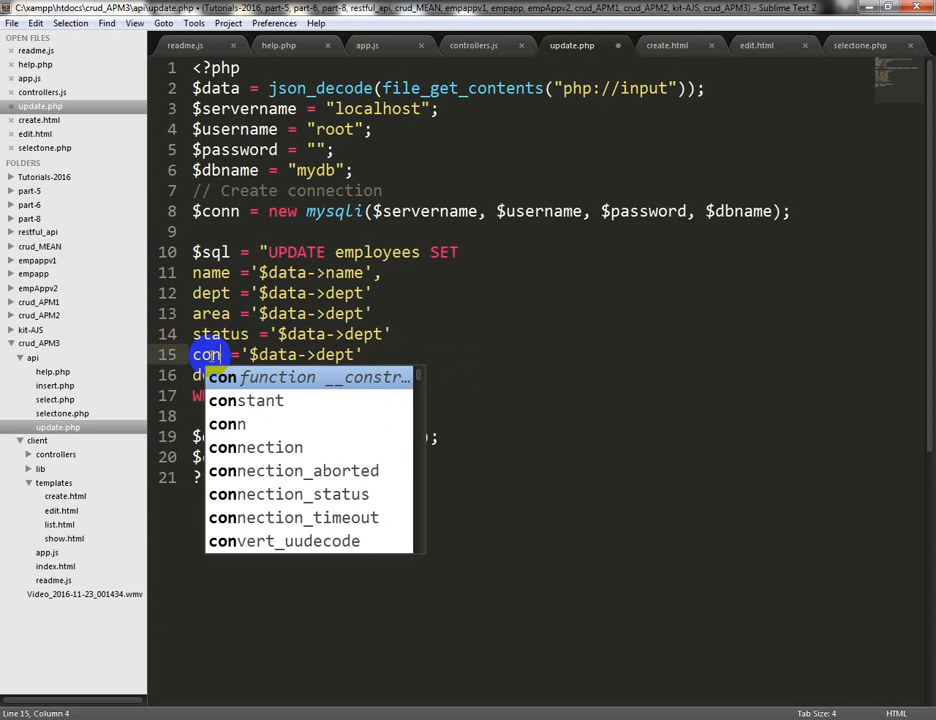 C:\xampp\htdocs\crud_APM3\api\update.php • (Tutorials-2016, part-5, part-6, part-8, restful_api, crud_MEAN, empappv1, empapp, empAppv2, crud_APM1, crud_APM2, kit-AJS, crud_APM3) - Sublime Text 2
File Edit Selection Find View Goto Tools Project Preferences Help
OPEN FILES
readme.js
help.php
app.js
controllers.js
update.php
create.html
edit.html
selectone.php
FOLDERS
Tutorials-2016
part-5
part-6
part-8
restful_api
crud_MEAN
empappv1
empapp
empAppv2
crud_APM1
crud_APM2
kit-AJS
crud_APM3
api
help.php
insert.php
select.php
selectone.php
update.php
client
controllers
lib
templates
create.html
edit.html
list.html
show.html
app.js
index.html
readme.js
Video_2016-11-23_001434.wmv
readme.js help.php app.js controllers.js update.php create.html edit.html selectone.php
1 <?php
2 $data = json_decode(file_get_contents("php://input"));
3 $servername = "localhost";
4 $username = "root";
5 $password = "";
6 $dbname = "mydb";
7 // Create connection
8 $conn = new mysqli($servername, $username, $password, $dbname);
9
10 $sql = "UPDATE employees SET
11 name ='$data->name',
12 dept ='$data->dept'
13 area ='$data->dept'
14 status ='$data->dept'
15 con ='$data->dept'
16 d
17 W
18
19 $ );
20 $
21 ?
confunction __constr…
constant
conn
connection
connection_aborted
connection_status
connection_timeout
convert_uudecode
Line 15, Column 4 Tab Size: 4 HTML